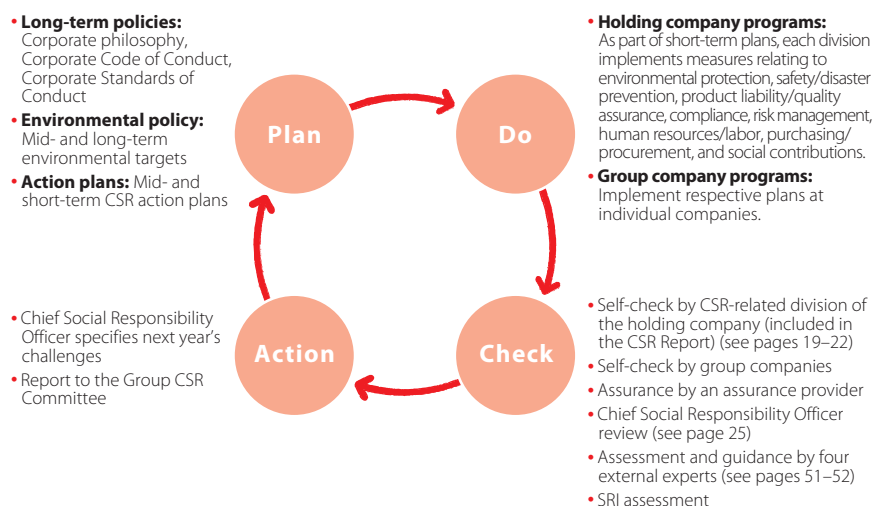 • Long-term policies:
Corporate philosophy,
Corporate Code of Conduct,
Corporate Standards of
Conduct
• Environmental policy:
Mid- and long-term
environmental targets
• Action plans: Mid- and
short-term CSR action plans
Plan
Do
• Holding company programs:
As part of short-term plans, each division
implements measures relating to
environmental protection, safety/disaster
prevention, product liability/quality
assurance, compliance, risk management,
human resources/labor, purchasing/
procurement, and social contributions.
• Group company programs:
Implement respective plans at
individual companies.
• Chief Social Responsibility
Officer specifies next year’s
challenges
• Report to the Group CSR
Committee
Action
Check
• Self-check by CSR-related division of
the holding company (included in
the CSR Report) (see pages 19–22)
• Self-check by group companies
• Assurance by an assurance provider
• Chief Social Responsibility Officer
review (see page 25)
• Assessment and guidance by four
external experts (see pages 51–52)
• SRI assessment